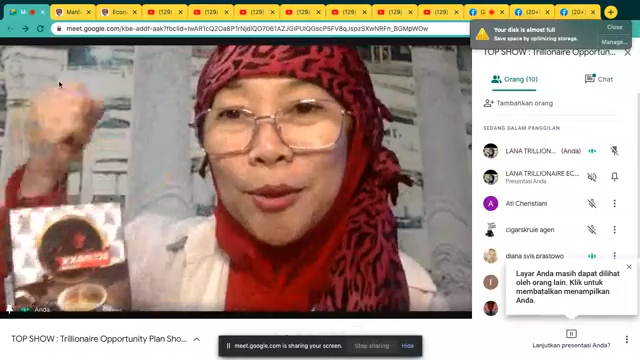 Your disk is almost full
Save space by optimizing storage.
Close
Manage...
meet.google.com/kbe-addf-aak?fbclid=IwAR1cQ2OaB0P1rNjdIQO7061AZJGiPUIQGscP5FV8qJspzSXwNRFn_BGMpWOw
TOP SHOW : Trillionaire Opportun...
Orang (10)
Chat
Tambahkan orang
SEDANG DALAM PANGGILAN
LANA TRILLION... (Anda)
LANA TRILLIONAIRE EC...
Presentasi Anda
Ati Cheristiani
cigarskruie agen
diana svis prastowo
Layar Anda masih dapat dilihat
oleh orang lain. Klik untuk
membatalkan menampilkan
Anda.
Anda
TOP SHOW : Trillionaire Opportunity Plan Sho...
meet.google.com is sharing your screen.
Stop sharing
Hide
Lanjutkan presentasi Anda?